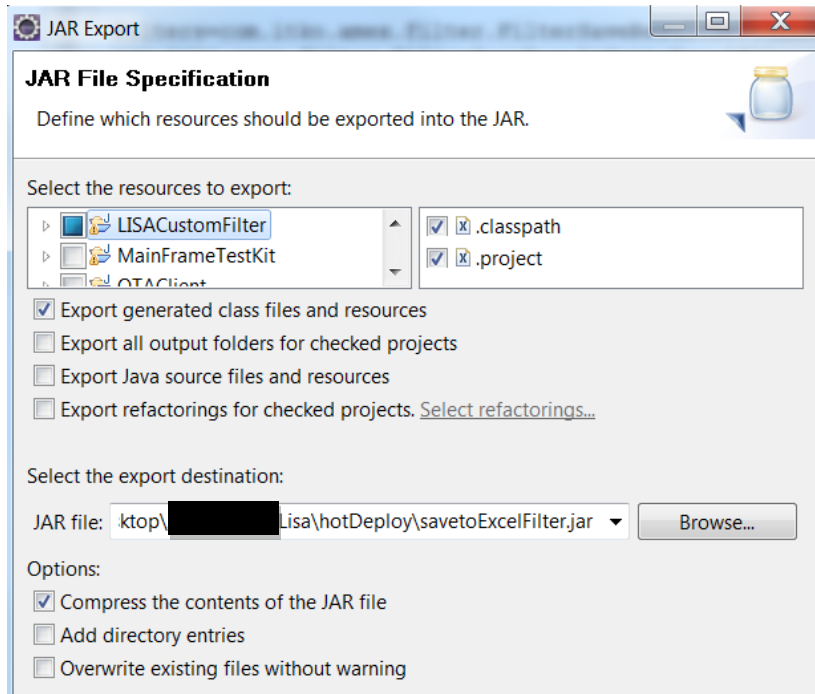 JAR Export
JAR File Specification
Define which resources should be exported into the JAR.
Select the resources to export:
LISACustomFilter
MainFrameTestKit
OTAClient
.classpath
.project
Export generated class files and resources
Export all output folders for checked projects
Export Java source files and resources
Export refactorings for checked projects. Select refactorings...
Select the export destination:
JAR file: ktop\ Lisa\hotDeploy\savetoExcelFilter.jar Browse...
Options:
Compress the contents of the JAR file
Add directory entries
Overwrite existing files without warning